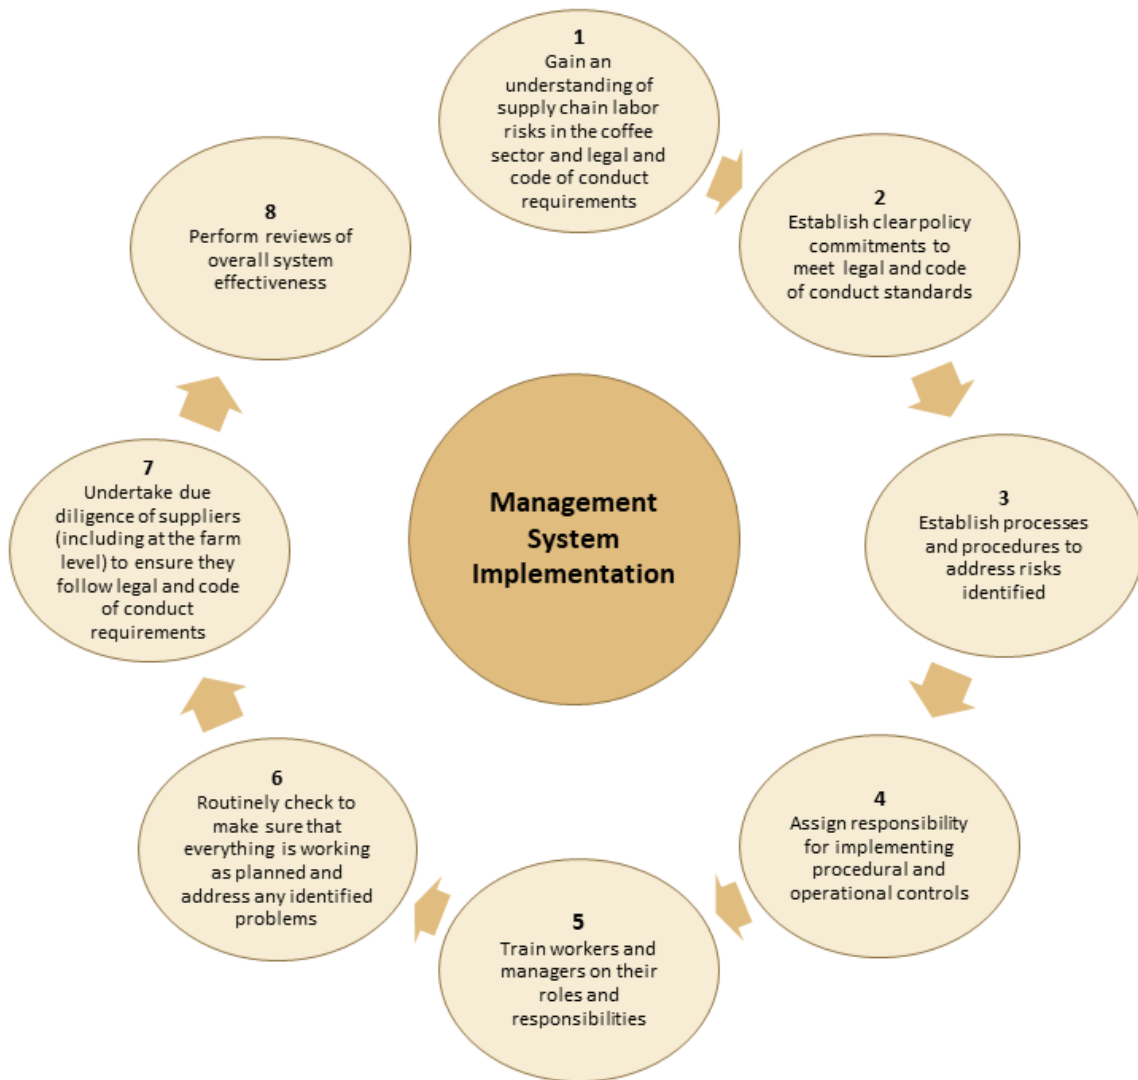 1
Gain an
understanding of
supply chain labor
risks in the coffee
sector and legal and
code of conduct
requirements
2
Establish clear policy
commitments to
meet legal and code
of conduct standards
3
Establish processes
and procedures to
address risks
identified
4
Assign responsibility
for implementing
procedural and
operational controls
5
Train workers and
managers on their
roles and
responsibilities
6
Routinely check to
make sure that
everything is working
as planned and
address any identified
problems
7
Undertake due
diligence of suppliers
(including at the farm
level) to ensure they
follow legal and code
of conduct
requirements
8
Perform reviews of
overall system
effectiveness
Management
System
Implementation